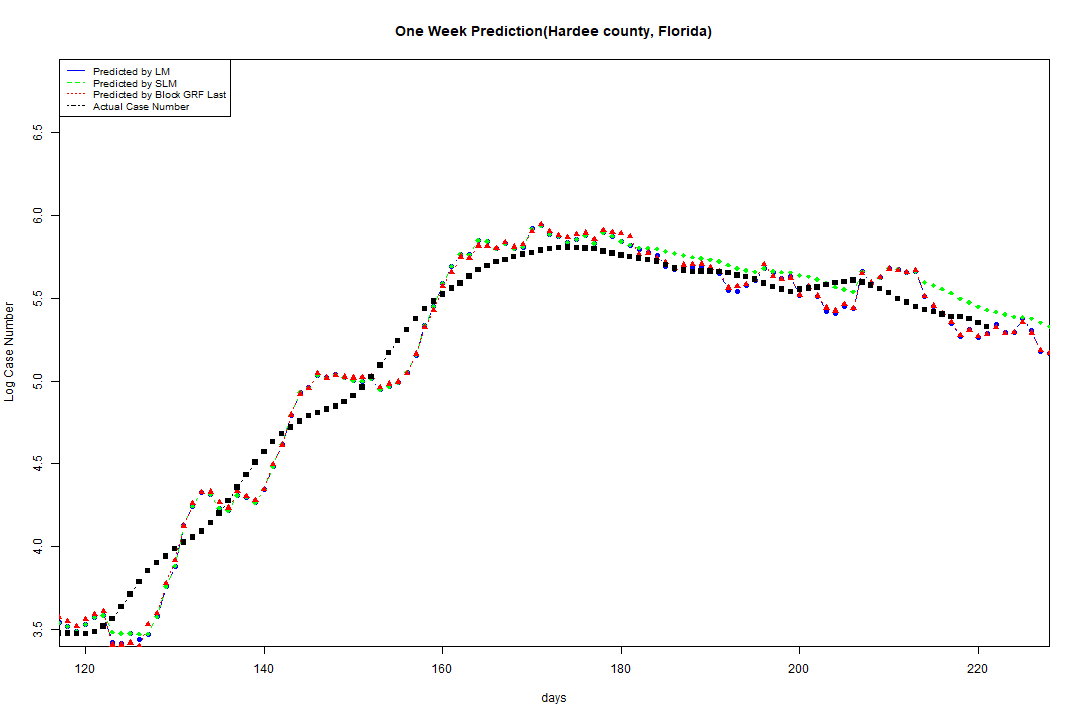 One Week Prediction(Hardee county, Florida)
Predicted by LM
Predicted by SLM
Predicted by Block GRF Last
Actual Case Number
6.5
6.0
5.5
5.0
4.5
4.0
3.5
Log Case Number
120 140 160 180 200 220
days